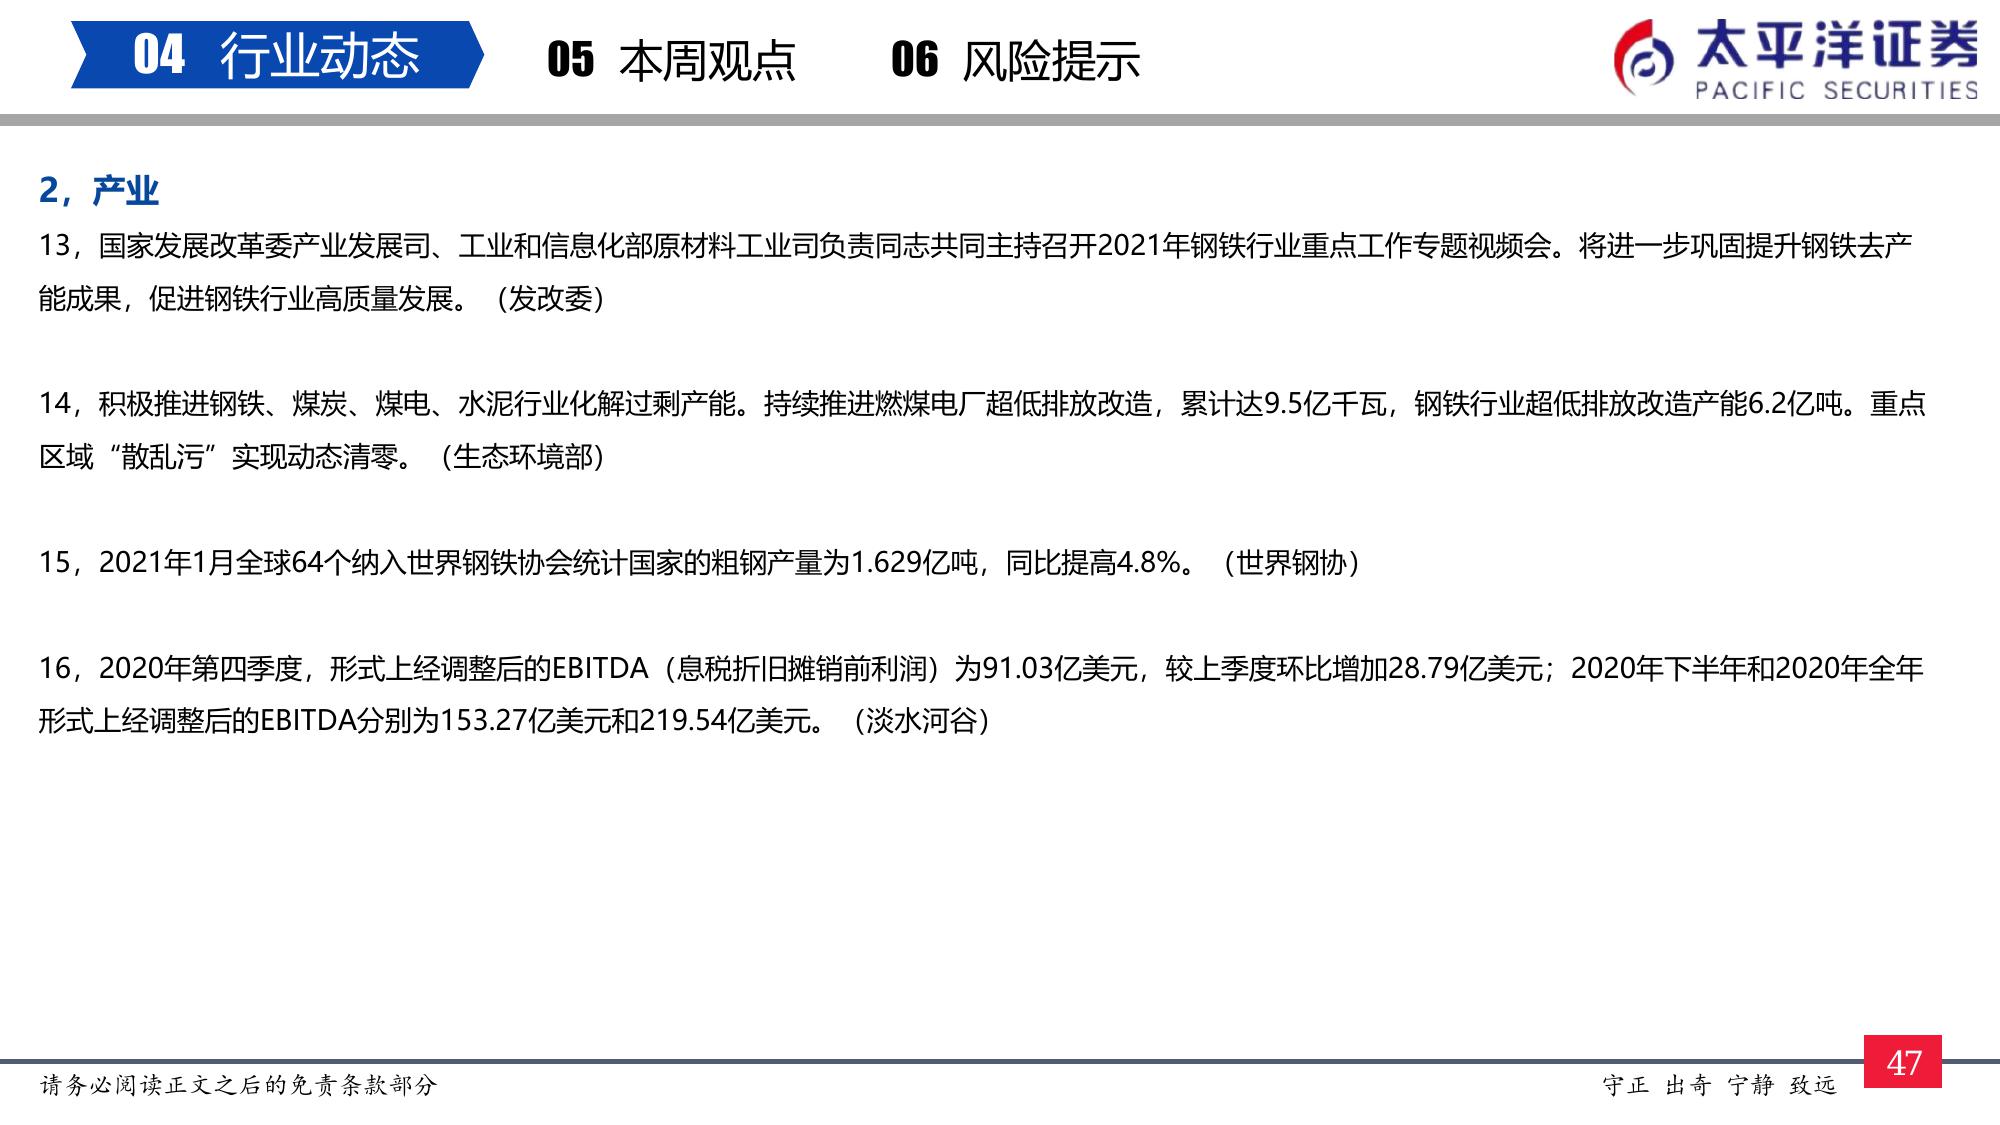 04 行业动态 05 本周观点 06 风险提示
太平洋证券
PACIFIC SECURITIES
2，产业
13，国家发展改革委产业发展司、工业和信息化部原材料工业司负责同志共同主持召开2021年钢铁行业重点工作专题视频会。将进一步巩固提升钢铁去产
能成果，促进钢铁行业高质量发展。（发改委）
14，积极推进钢铁、煤炭、煤电、水泥行业化解过剩产能。持续推进燃煤电厂超低排放改造，累计达9.5亿千瓦，钢铁行业超低排放改造产能6.2亿吨。重点
区域“散乱污”实现动态清零。（生态环境部）
15，2021年1月全球64个纳入世界钢铁协会统计国家的粗钢产量为1.629亿吨，同比提高4.8%。（世界钢协）
16，2020年第四季度，形式上经调整后的EBITDA（息税折旧摊销前利润）为91.03亿美元，较上季度环比增加28.79亿美元；2020年下半年和2020年全年
形式上经调整后的EBITDA分别为153.27亿美元和219.54亿美元。（淡水河谷）
47
请务必阅读正文之后的免责条款部分 守正 出奇 宁静 致远